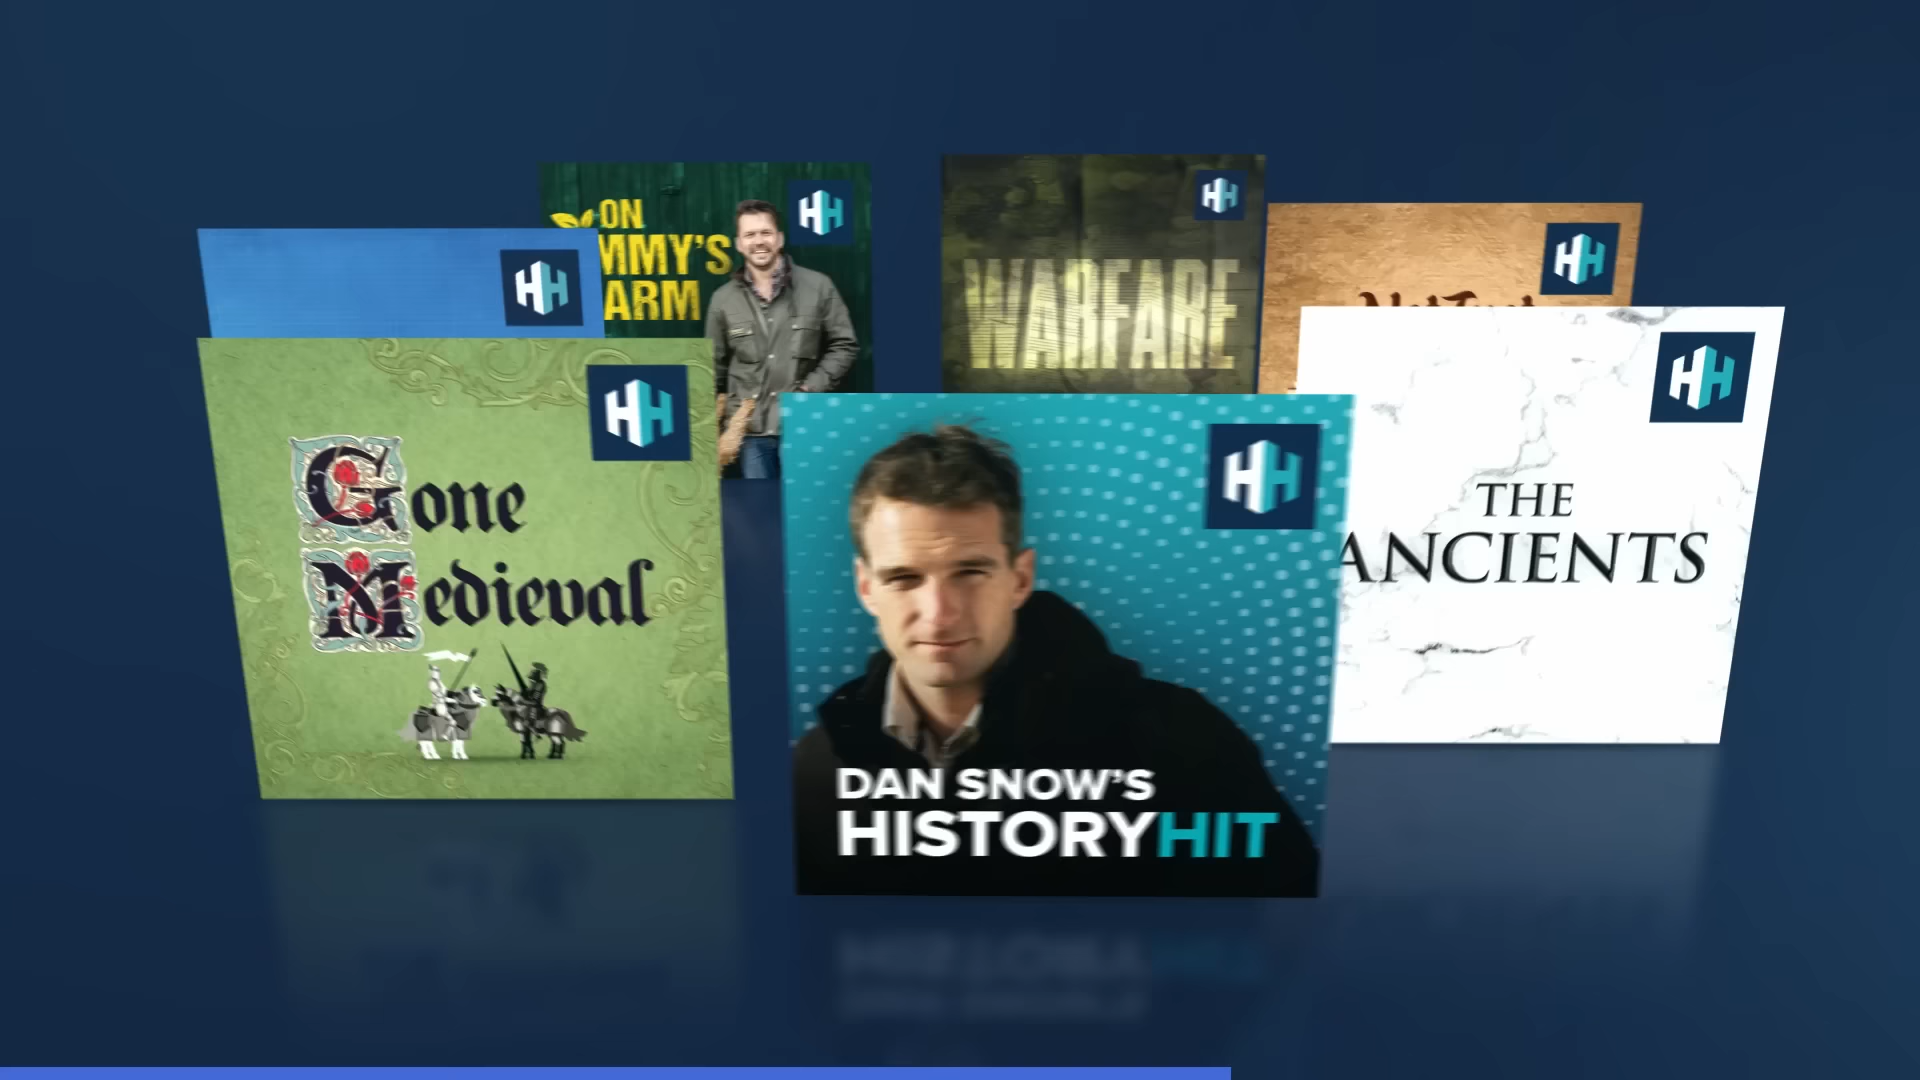 ON
MMY'S
ARM
WARFARE
Gone
Medieval
THE
ANCIENTS
DAN SNOW'S
HISTORYHIT